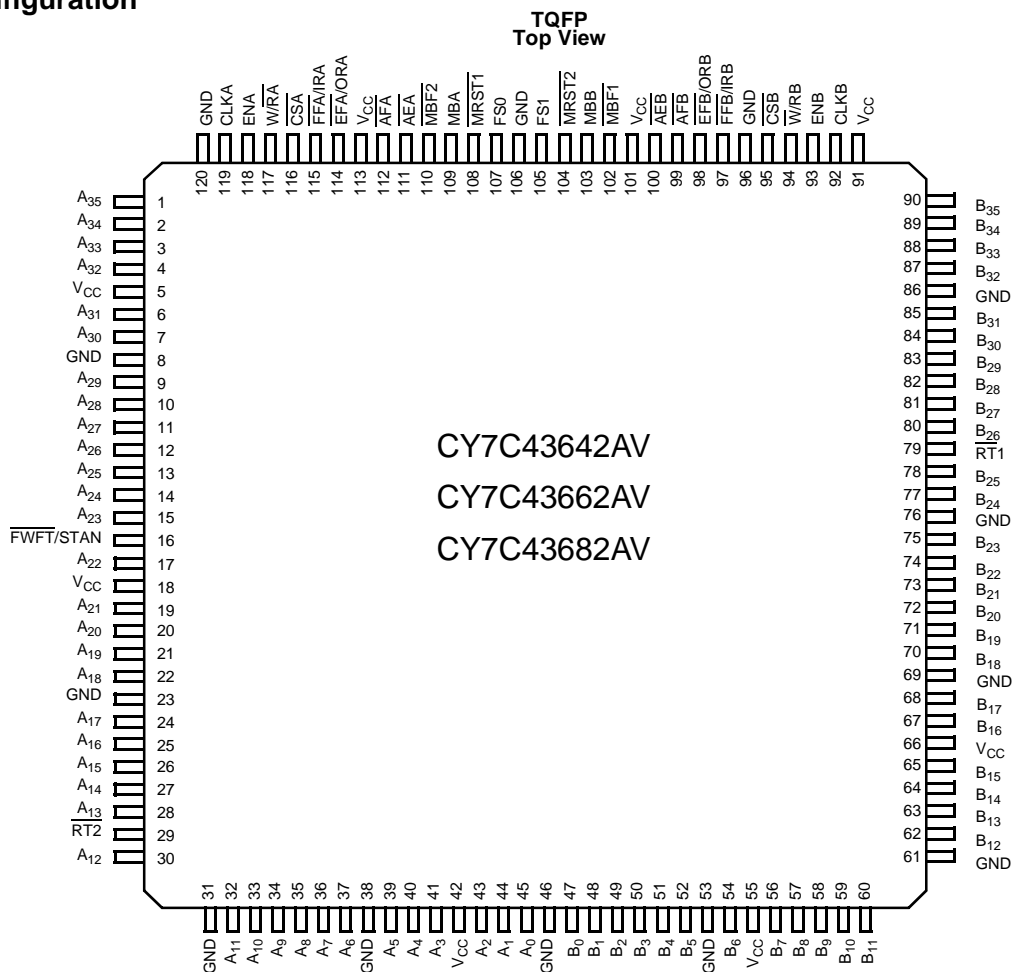 nfiguration
TQFP
Top View
GND CLKA ENA W/RA CSA FFA/IRA EFA/ORA VCC AFA AEA MBF2 MBA MRST1 FS0 GND FS1 MRST2 MBB MBF1 VCC AEB AFB EFB/ORB FFB/IRB GND CSB W/RB ENB CLKB VCC
120 119 118 117 116 115 114 113 112 111 110 109 108 107 106 105 104 103 102 101 100 99 98 97 96 95 94 93 92 91
A35 1 90 B35
A34 2 89 B34
A33 3 88 B33
A32 4 87 B32
VCC 5 86 GND
A31 6 85 B31
A30 7 84 B30
GND 8 83 B29
A29 9 82 B28
A28 10 81 B27
A27 11 80 B26
A26 12 79 RT1
A25 13 78 B25
A24 14 77 B24
A23 15 76 GND
FWFT/STAN 16 75 B23
A22 17 74 B22
VCC 18 73 B21
A21 19 72 B20
A20 20 71 B19
A19 21 70 B18
A18 22 69 GND
GND 23 68 B17
A17 24 67 B16
A16 25 66 VCC
A15 26 65 B15
A14 27 64 B14
A13 28 63 B13
RT2 29 62 B12
A12 30 61 GND
CY7C43642AV
CY7C43662AV
CY7C43682AV
31 32 33 34 35 36 37 38 39 40 41 42 43 44 45 46 47 48 49 50 51 52 53 54 55 56 57 58 59 60
GND A11 A10 A9 A8 A7 A6 GND A5 A4 A3 VCC A2 A1 A0 GND B0 B1 B2 B3 B4 B5 GND B6 VCC B7 B8 B9 B10 B11